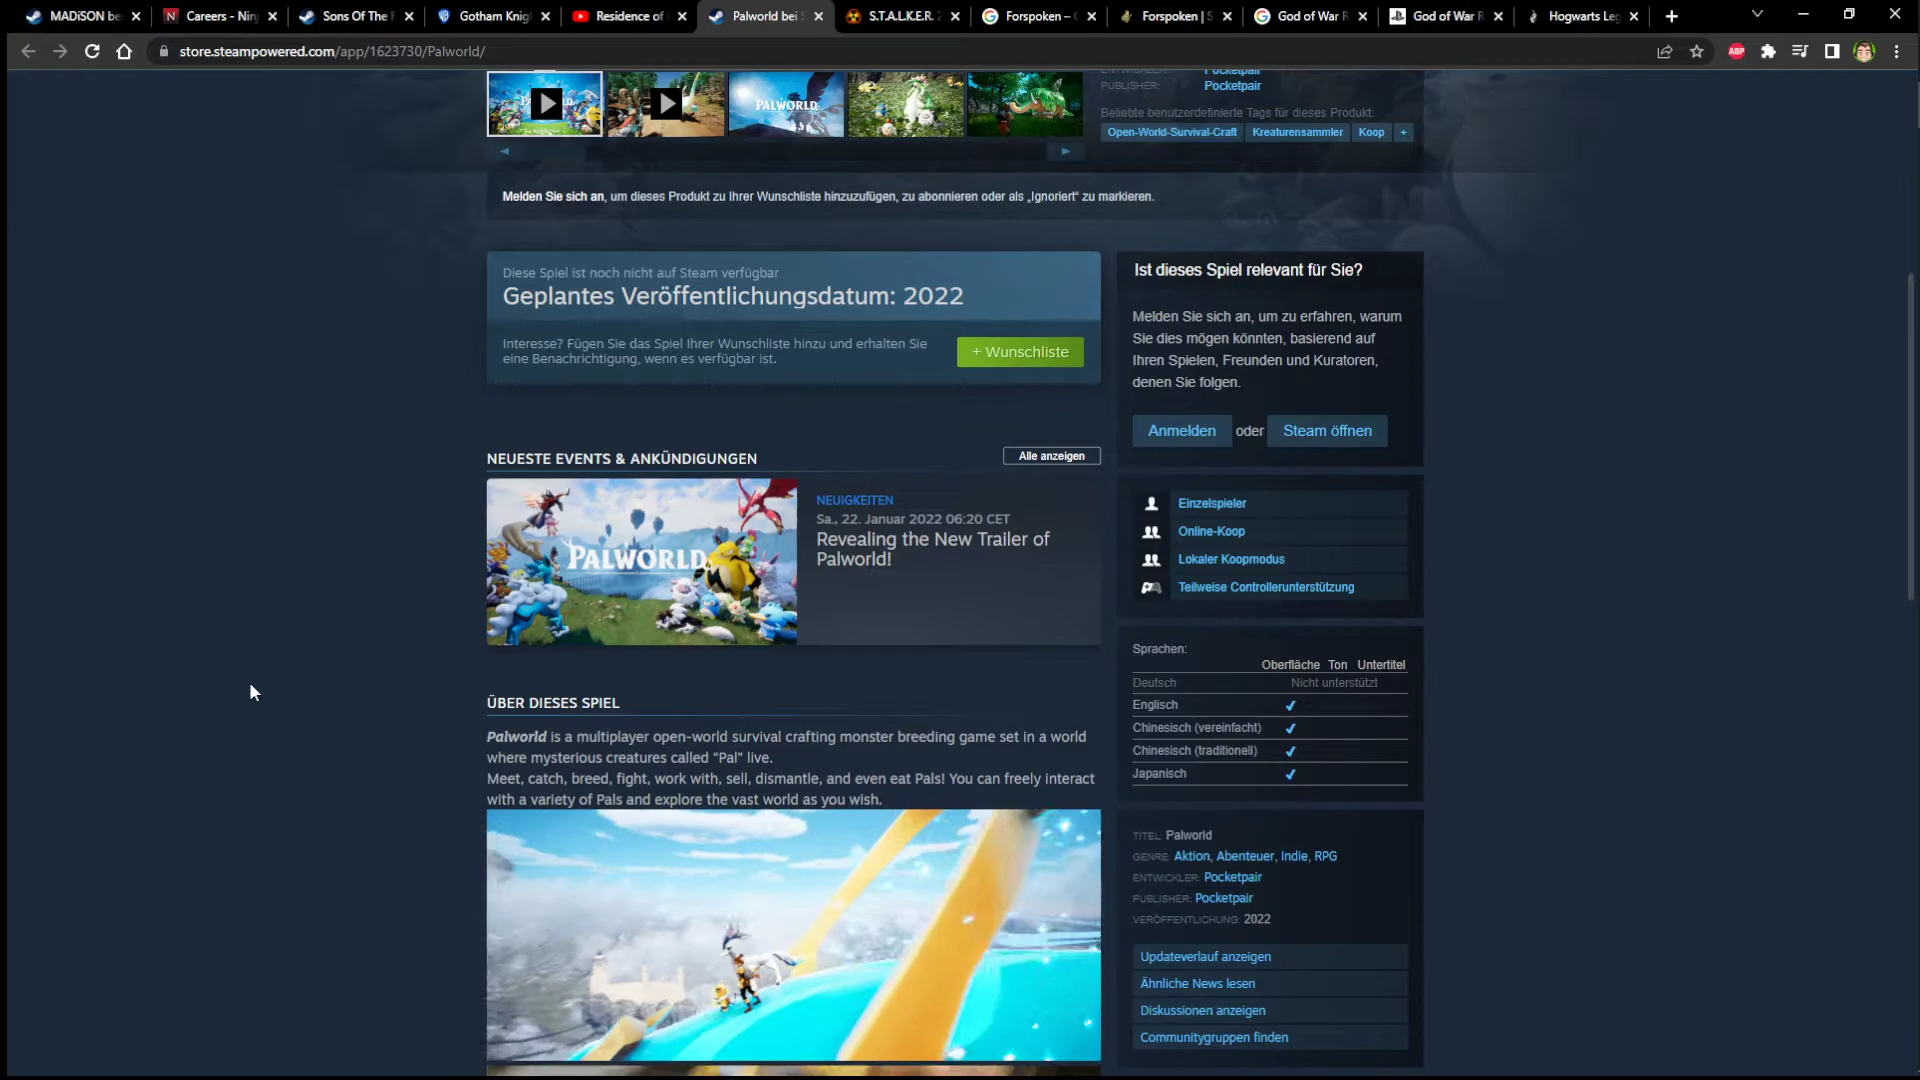 MADiSON be
Careers - Nin
Sons Of The F
Gotham Knig
Residence of
Palworld bei S
S.T.A.L.K.E.R. 2
Forspoken – 
Forspoken | S
God of War R
God of War R
Hogwarts Leg
store.steampowered.com/app/1623730/Palworld/
ABP
PALWORLD
PALWORLD
ENTWICKLER: Pocketpair
PUBLISHER: Pocketpair
Beliebte benutzerdefinierte Tags für dieses Produkt:
Open-World-Survival-Craft Kreaturensammler Koop +
Melden Sie sich an, um dieses Produkt zu Ihrer Wunschliste hinzuzufügen, zu abonnieren oder als „Ignoriert" zu markieren.
Diese Spiel ist noch nicht auf Steam verfügbar
Geplantes Veröffentlichungsdatum: 2022
Interesse? Fügen Sie das Spiel Ihrer Wunschliste hinzu und erhalten Sie
eine Benachrichtigung, wenn es verfügbar ist.
+ Wunschliste
NEUESTE EVENTS & ANKÜNDIGUNGEN
Alle anzeigen
PALWORLD
NEUIGKEITEN
Sa., 22. Januar 2022 06:20 CET
Revealing the New Trailer of
Palworld!
ÜBER DIESES SPIEL
Palworld is a multiplayer open-world survival crafting monster breeding game set in a world
where mysterious creatures called “Pal” live.
Meet, catch, breed, fight, work with, sell, dismantle, and even eat Pals! You can freely interact
with a variety of Pals and explore the vast world as you wish.
Ist dieses Spiel relevant für Sie?
Melden Sie sich an, um zu erfahren, warum
Sie dies mögen könnten, basierend auf
Ihren Spielen, Freunden und Kuratoren,
denen Sie folgen.
Anmelden oder Steam öffnen
Einzelspieler
Online-Koop
Lokaler Koopmodus
Teilweise Controllerunterstützung
Sprachen:
Oberfläche Ton Untertitel
Deutsch Nicht unterstützt
Englisch ✔
Chinesisch (vereinfacht) ✔
Chinesisch (traditionell) ✔
Japanisch ✔
TITEL: Palworld
GENRE: Aktion, Abenteuer, Indie, RPG
ENTWICKLER: Pocketpair
PUBLISHER: Pocketpair
VERÖFFENTLICHUNG: 2022
Updateverlauf anzeigen
Ähnliche News lesen
Diskussionen anzeigen
Communitygruppen finden